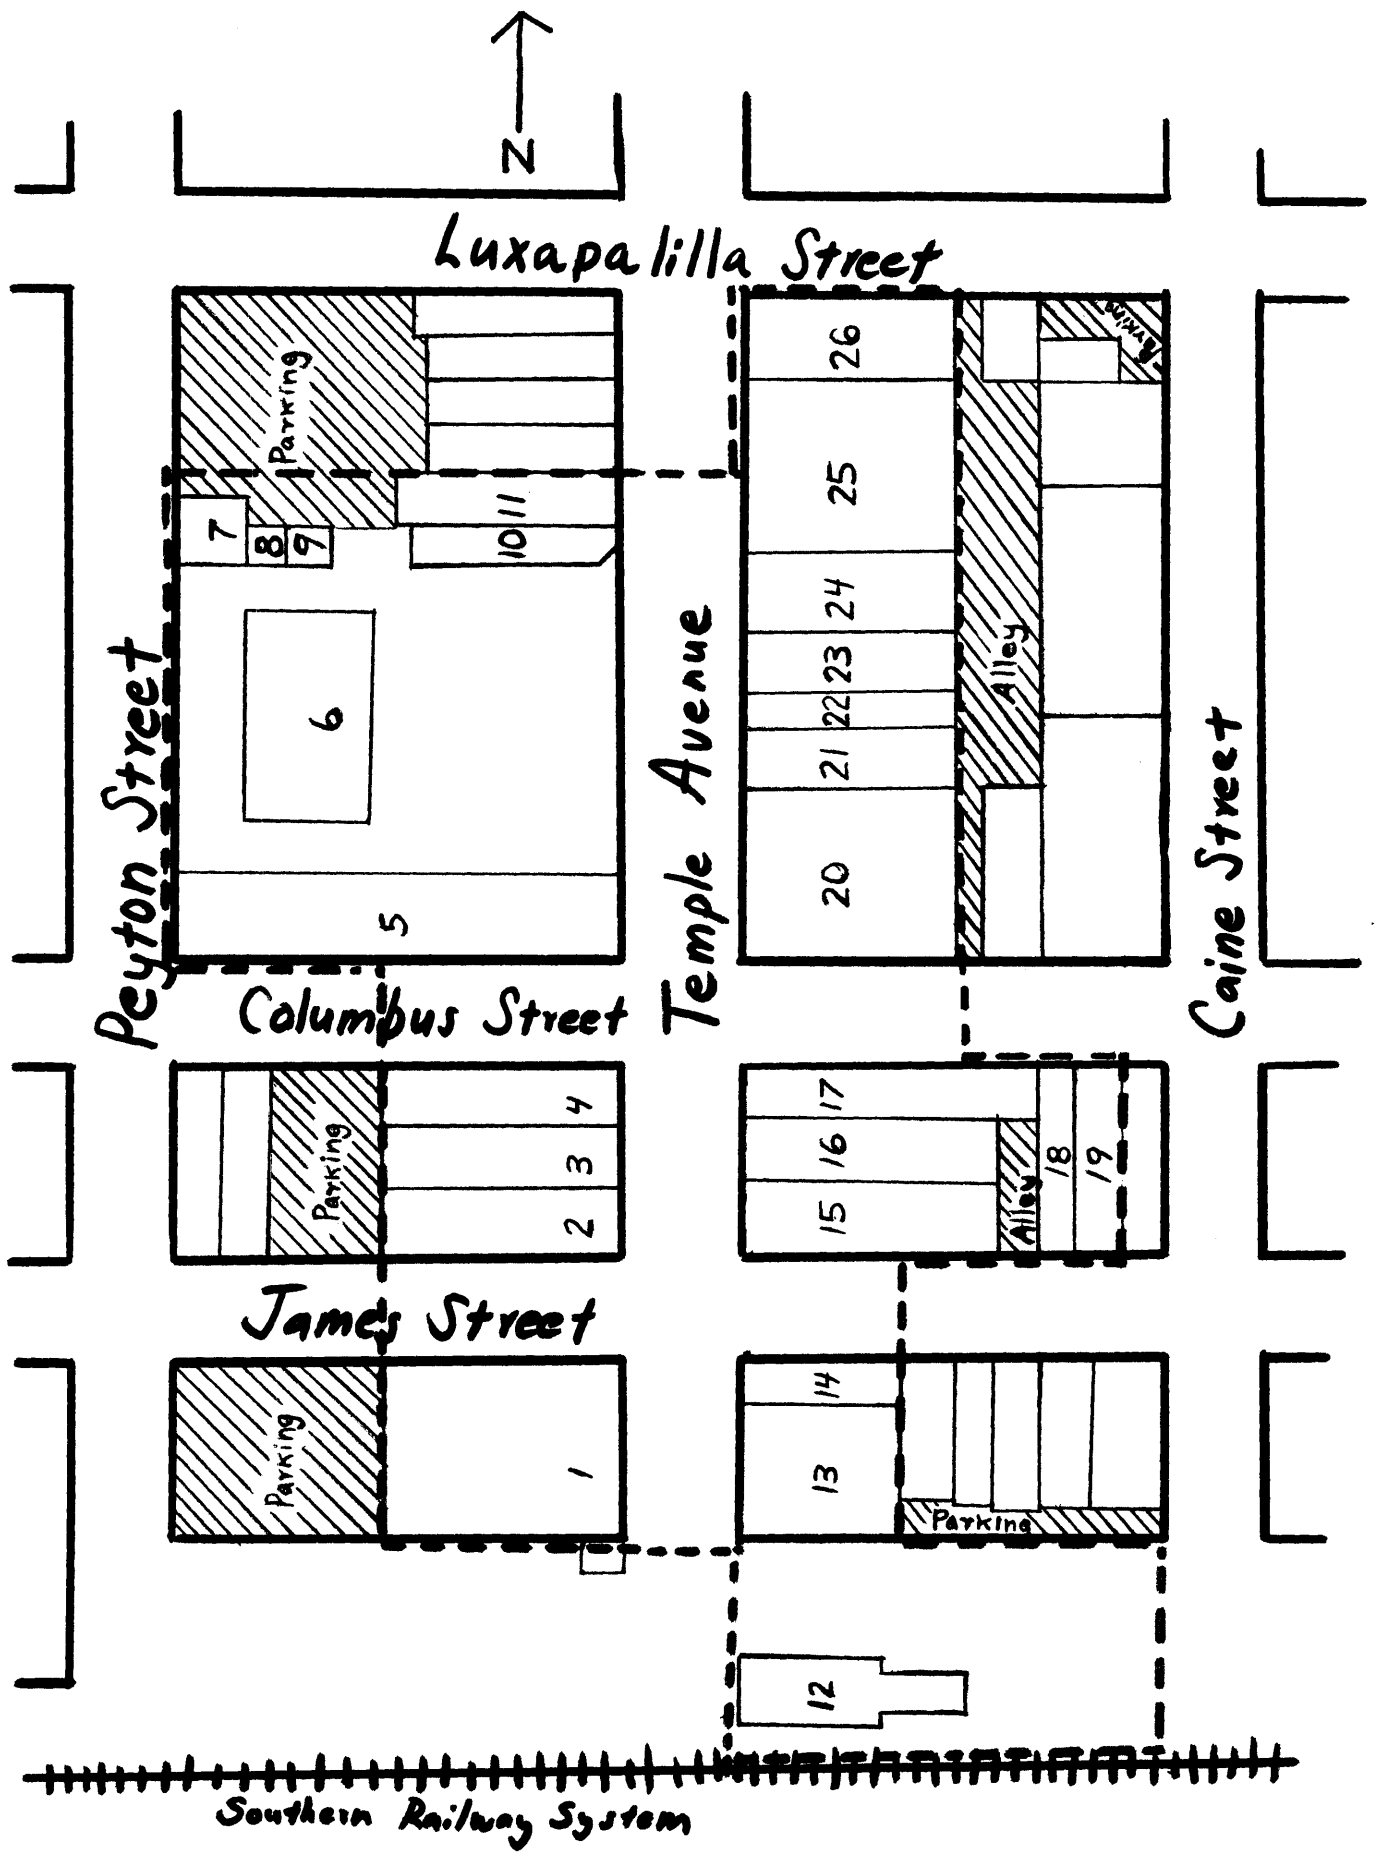 N
Luxapalilla Street
Parking
Parking
26
25
24
23
22
21
20
Alley
7
8
9
10
11
6
5
Peyton Street
Temple Avenue
Caine Street
Columbus Street
Parking
4
3
2
17
16
15
Alley
18
19
James Street
Parking
1
14
13
Parking
12
Southern Railway System